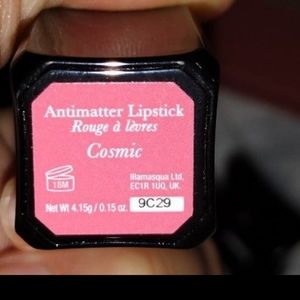 Antimatter Lipstick
Rouge à lèvres
Cosmic
18M
Illamasqua Ltd,
EC1R 1UQ, UK.
Net Wt 4.15g/0.15 oz.
9C29